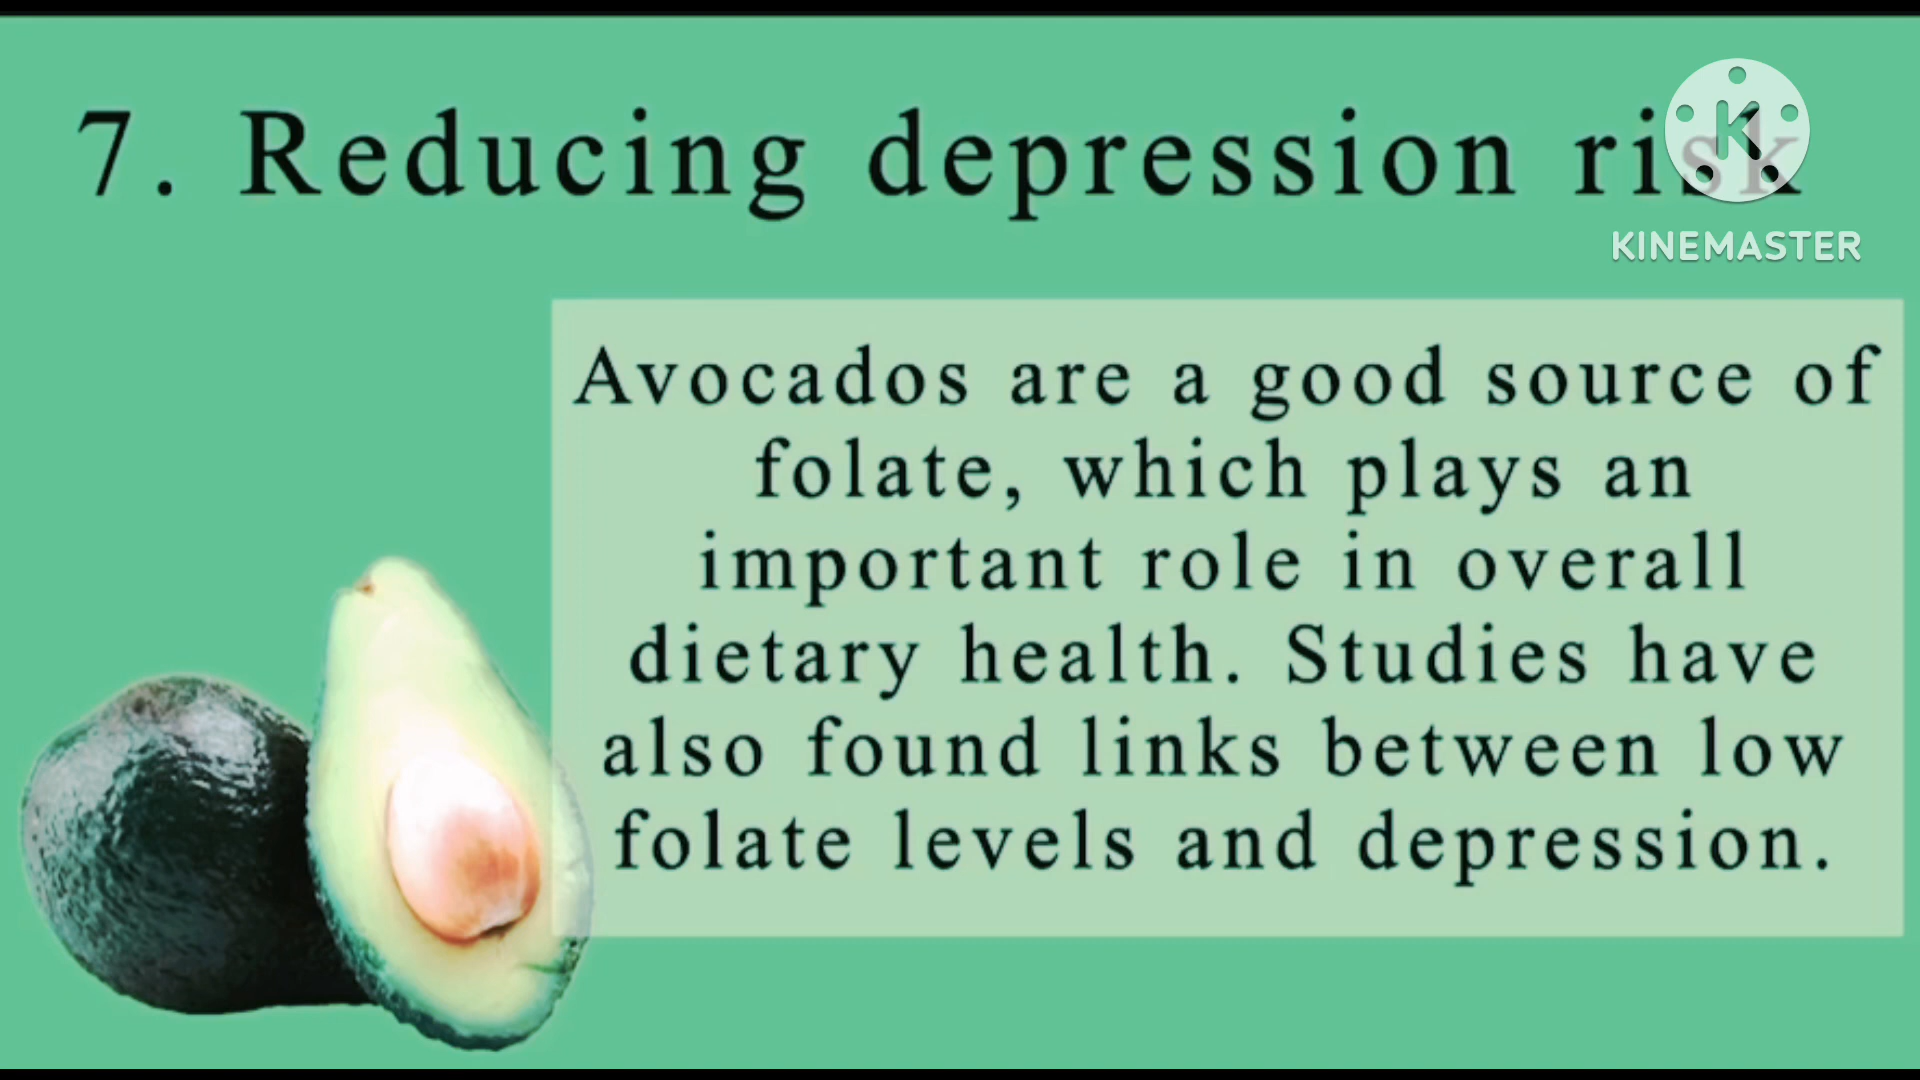 7. Reducing depression risk
K
KINEMASTER
Avocados are a good source of
folate, which plays an
important role in overall
dietary health. Studies have
also found links between low
folate levels and depression.